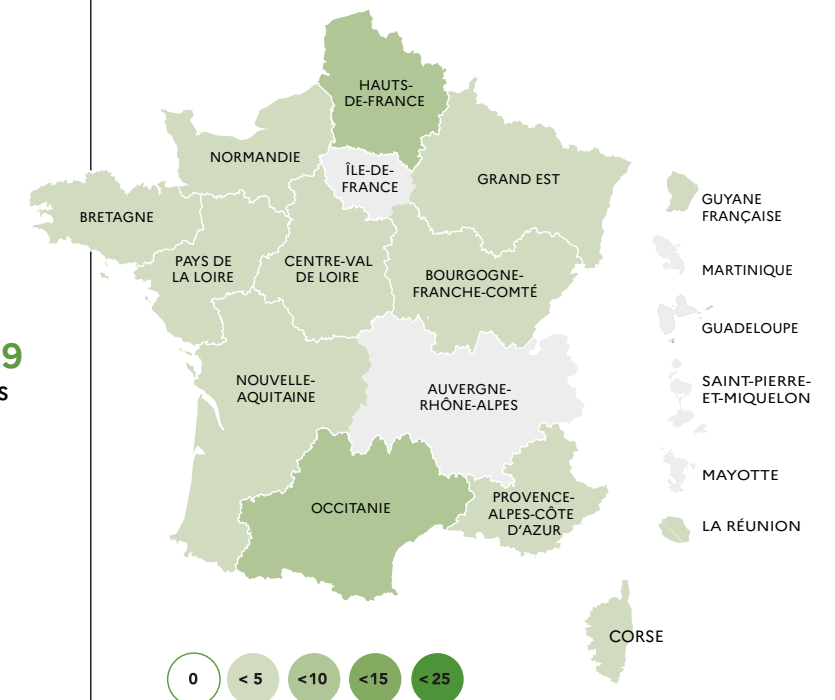 HAUTS-
DE-FRANCE
NORMANDIE
ÎLE-DE-
FRANCE
GRAND EST
BRETAGNE
PAYS DE
LA LOIRE
CENTRE-VAL
DE LOIRE
BOURGOGNE-
FRANCHE-COMTÉ
9
S
NOUVELLE-
AQUITAINE
AUVERGNE-
RHÔNE-ALPES
OCCITANIE
PROVENCE-
ALPES-CÔTE
D’AZUR
CORSE
GUYANE
FRANÇAISE
MARTINIQUE
GUADELOUPE
SAINT-PIERRE-
ET-MIQUELON
MAYOTTE
LA RÉUNION
0 < 5 <10 <15 < 25